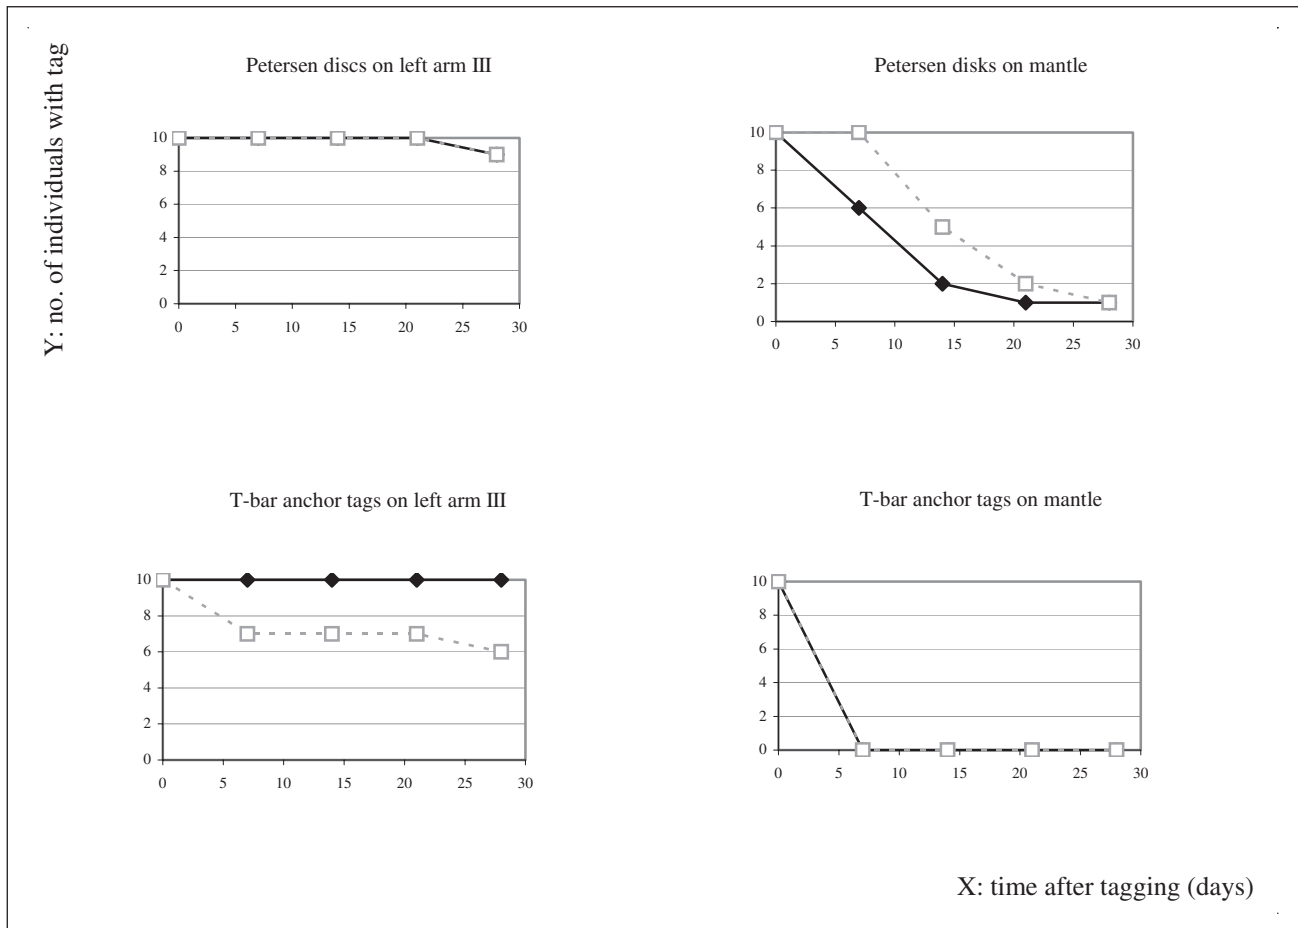 Y: no. of individuals with tag
Petersen discs on left arm III
10
8
6
4
2
0
0 5 10 15 20 25 30
Petersen disks on mantle
10
8
6
4
2
0
0 5 10 15 20 25 30
T-bar anchor tags on left arm III
10
8
6
4
2
0
0 5 10 15 20 25 30
T-bar anchor tags on mantle
10
8
6
4
2
0
0 5 10 15 20 25 30
X: time after tagging (days)